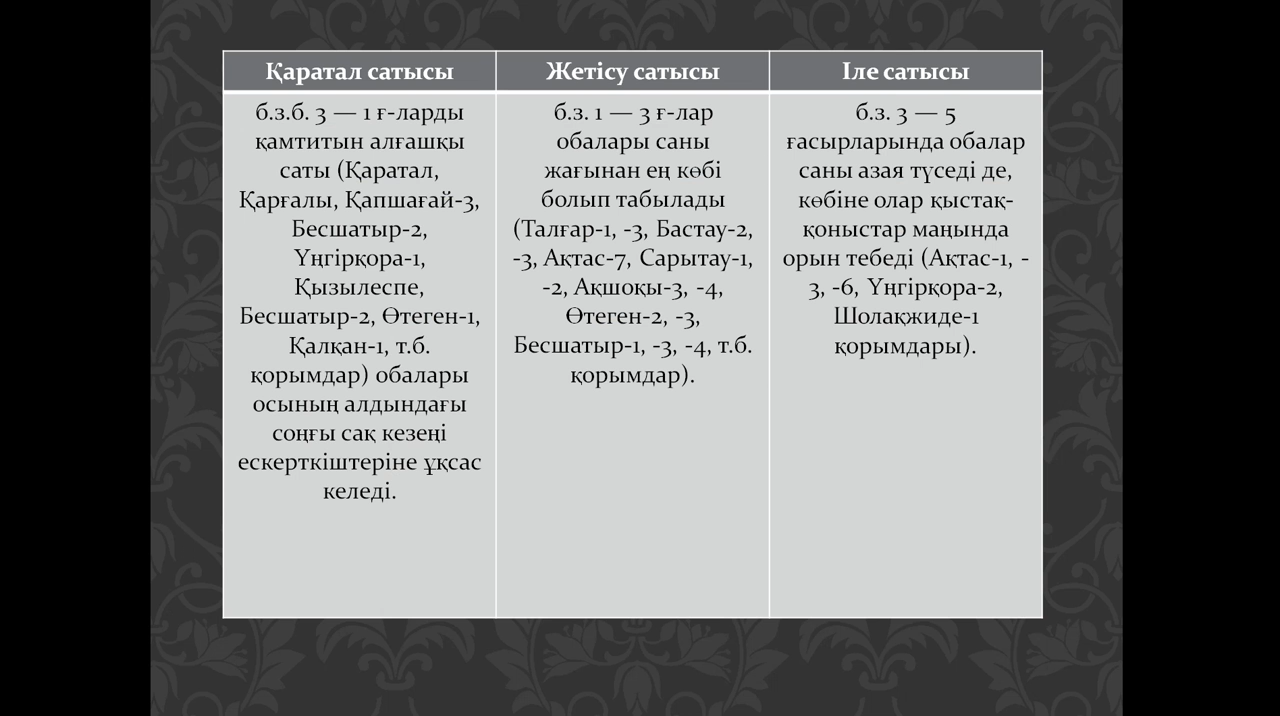 Қаратал сатысы
Жетісу сатысы
Іле сатысы
б.з.б. 3 — 1 ғ-ларды
қамтитын алғашқы
саты (Қаратал,
Қарғалы, Қапшағай-3,
Бесшатыр-2,
Үңгірқора-1,
Қызылеспе,
Бесшатыр-2, Өтеген-1,
Қалқан-1, т.б.
қорымдар) обалары
осының алдындағы
соңғы сақ кезеңі
ескерткіштеріне ұқсас
келеді.
б.з. 1 — 3 ғ-лар
обалары саны
жағынан ең көбі
болып табылады
(Талғар-1, -3, Бастау-2,
-3, Ақтас-7, Сарытау-1,
-2, Ақшоқы-3, -4,
Өтеген-2, -3,
Бесшатыр-1, -3, -4, т.б.
қорымдар).
б.з. 3 — 5
ғасырларында обалар
саны азая түседі де,
көбіне олар қыстақ-
қоныстар маңында
орын тебеді (Ақтас-1, -
3, -6, Үңгірқора-2,
Шолақжиде-1
қорымдары).